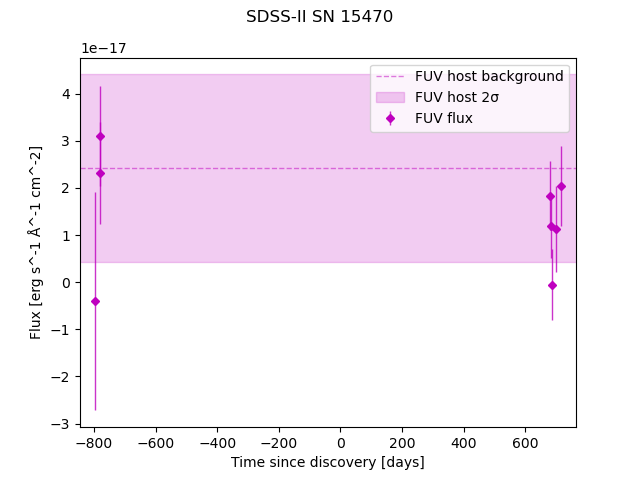 SDSS-II SN 15470
1e−17
FUV host background
FUV host 2σ
FUV flux
4
3
2
1
0
−1
−2
−3
Flux [erg s^-1 Å^-1 cm^-2]
−800
−600
−400
−200
0
200
400
600
Time since discovery [days]